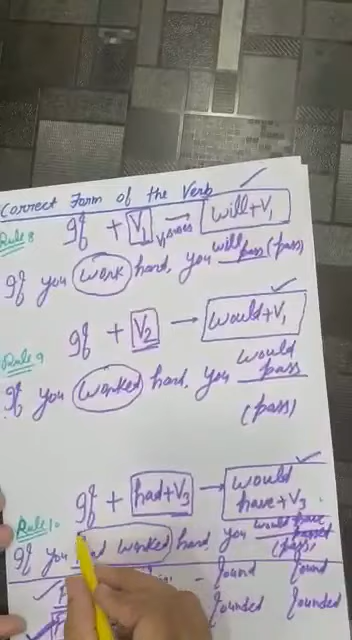 Correct Form of the Verb
Rule 8
If + V1 → will+V1
V1 s/es
If you work hard, you will pass (pass)
If + V2 → would+V1
Rule 9
If you worked hard, you would pass
(pass)
If + had+V3 → would have+V3
Rule 10
If you had worked hard, you would have passed
(pass)
- found found
founded founded